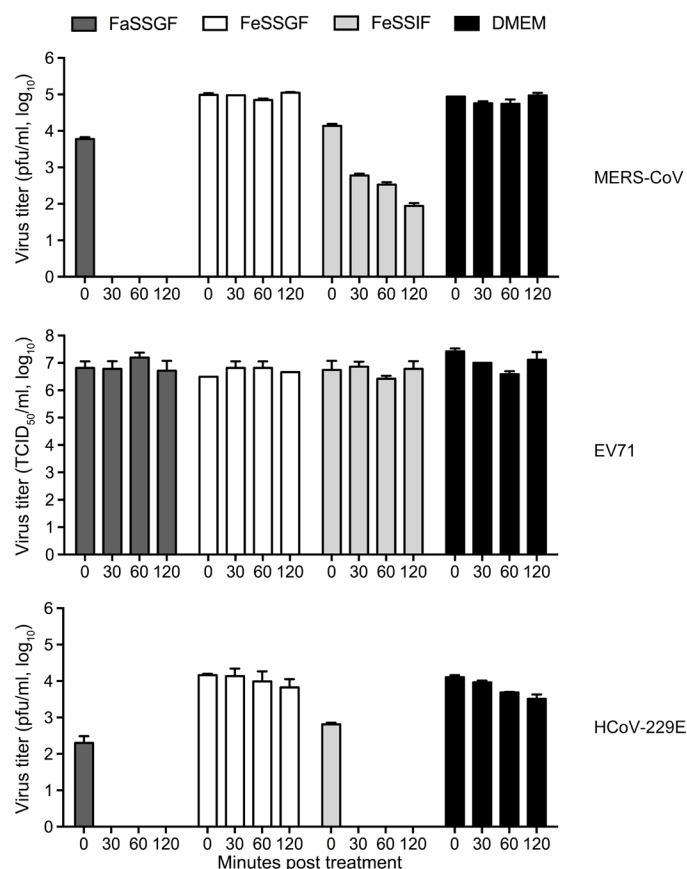 FaSSGF FeSSGF FeSSIF DMEM
6
5
4
3
2
1
0
Virus titer (pfu/ml, log10)
0 30 60 120 0 30 60 120 0 30 60 120 0 30 60 120
MERS-CoV
8
7
6
5
4
3
2
1
0
Virus titer (TCID50/ml, log10)
0 30 60 120 0 30 60 120 0 30 60 120 0 30 60 120
EV71
6
5
4
3
2
1
0
Virus titer (pfu/ml, log10)
0 30 60 120 0 30 60 120 0 30 60 120 0 30 60 120
HCoV-229E
Minutes post treatment